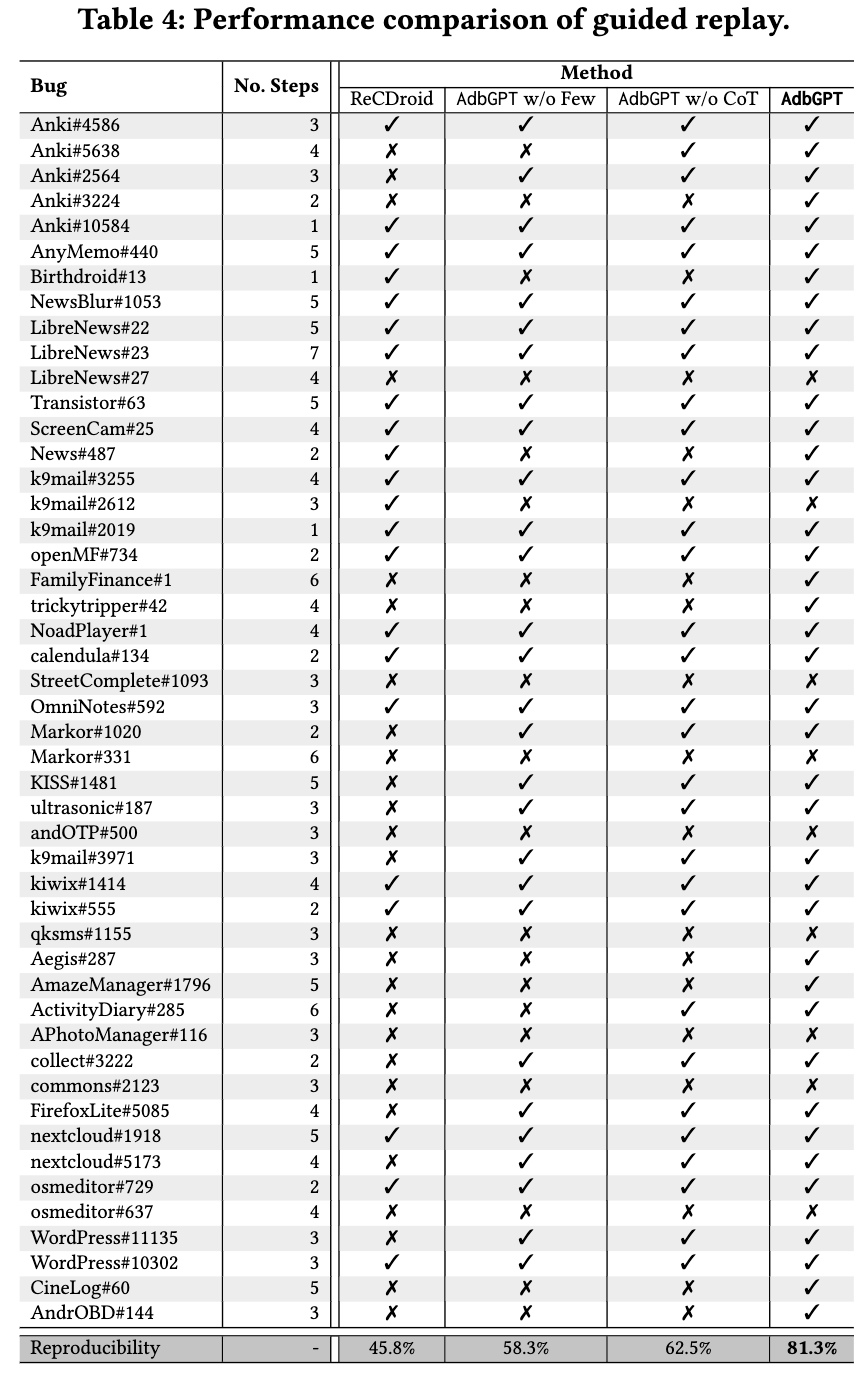 Table 4: Performance comparison of guided replay.
Bug No. Steps Method
ReCDroid AdbGPT w/o Few AdbGPT w/o CoT AdbGPT
Anki#4586 3 ✓ ✓ ✓ ✓
Anki#5638 4 ✗ ✗ ✓ ✓
Anki#2564 3 ✗ ✓ ✓ ✓
Anki#3224 2 ✗ ✗ ✗ ✓
Anki#10584 1 ✓ ✓ ✓ ✓
AnyMemo#440 5 ✓ ✓ ✓ ✓
Birthdroid#13 1 ✓ ✗ ✗ ✓
NewsBlur#1053 5 ✓ ✓ ✓ ✓
LibreNews#22 5 ✓ ✓ ✓ ✓
LibreNews#23 7 ✓ ✓ ✓ ✓
LibreNews#27 4 ✗ ✗ ✗ ✗
Transistor#63 5 ✓ ✓ ✓ ✓
ScreenCam#25 4 ✓ ✓ ✓ ✓
News#487 2 ✓ ✗ ✗ ✓
k9mail#3255 4 ✓ ✓ ✓ ✓
k9mail#2612 3 ✓ ✗ ✗ ✗
k9mail#2019 1 ✓ ✓ ✓ ✓
openMF#734 2 ✓ ✓ ✓ ✓
FamilyFinance#1 6 ✗ ✗ ✗ ✓
trickytripper#42 4 ✗ ✗ ✗ ✓
NoadPlayer#1 4 ✓ ✓ ✓ ✓
calendula#134 2 ✓ ✓ ✓ ✓
StreetComplete#1093 3 ✗ ✗ ✗ ✗
OmniNotes#592 3 ✓ ✓ ✓ ✓
Markor#1020 2 ✗ ✓ ✓ ✓
Markor#331 6 ✗ ✗ ✗ ✗
KISS#1481 5 ✗ ✓ ✓ ✓
ultrasonic#187 3 ✗ ✓ ✓ ✓
andOTP#500 3 ✗ ✗ ✗ ✗
k9mail#3971 3 ✗ ✓ ✓ ✓
kiwix#1414 4 ✓ ✓ ✓ ✓
kiwix#555 2 ✓ ✓ ✓ ✓
qksms#1155 3 ✗ ✗ ✗ ✗
Aegis#287 3 ✗ ✗ ✗ ✓
AmazeManager#1796 5 ✗ ✗ ✗ ✓
ActivityDiary#285 6 ✗ ✗ ✓ ✓
APhotoManager#116 3 ✗ ✗ ✗ ✗
collect#3222 2 ✗ ✓ ✓ ✓
commons#2123 3 ✗ ✗ ✗ ✗
FirefoxLite#5085 4 ✗ ✓ ✓ ✓
nextcloud#1918 5 ✓ ✓ ✓ ✓
nextcloud#5173 4 ✗ ✓ ✓ ✓
osmeditor#729 2 ✓ ✓ ✓ ✓
osmeditor#637 4 ✗ ✗ ✗ ✗
WordPress#11135 3 ✗ ✓ ✓ ✓
WordPress#10302 3 ✓ ✓ ✓ ✓
CineLog#60 5 ✗ ✗ ✗ ✓
AndrOBD#144 3 ✗ ✗ ✗ ✓
Reproducibility - 45.8% 58.3% 62.5% 81.3%